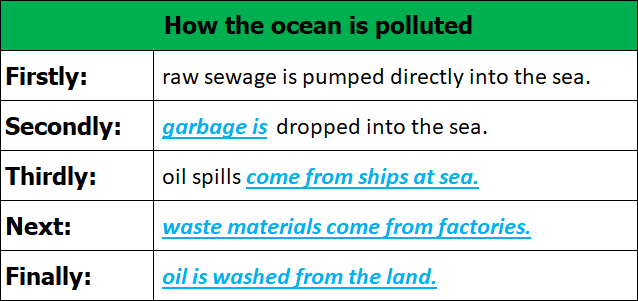 How the ocean is polluted
Firstly: raw sewage is pumped directly into the sea.
Secondly: garbage is dropped into the sea.
Thirdly: oil spills come from ships at sea.
Next: waste materials come from factories.
Finally: oil is washed from the land.